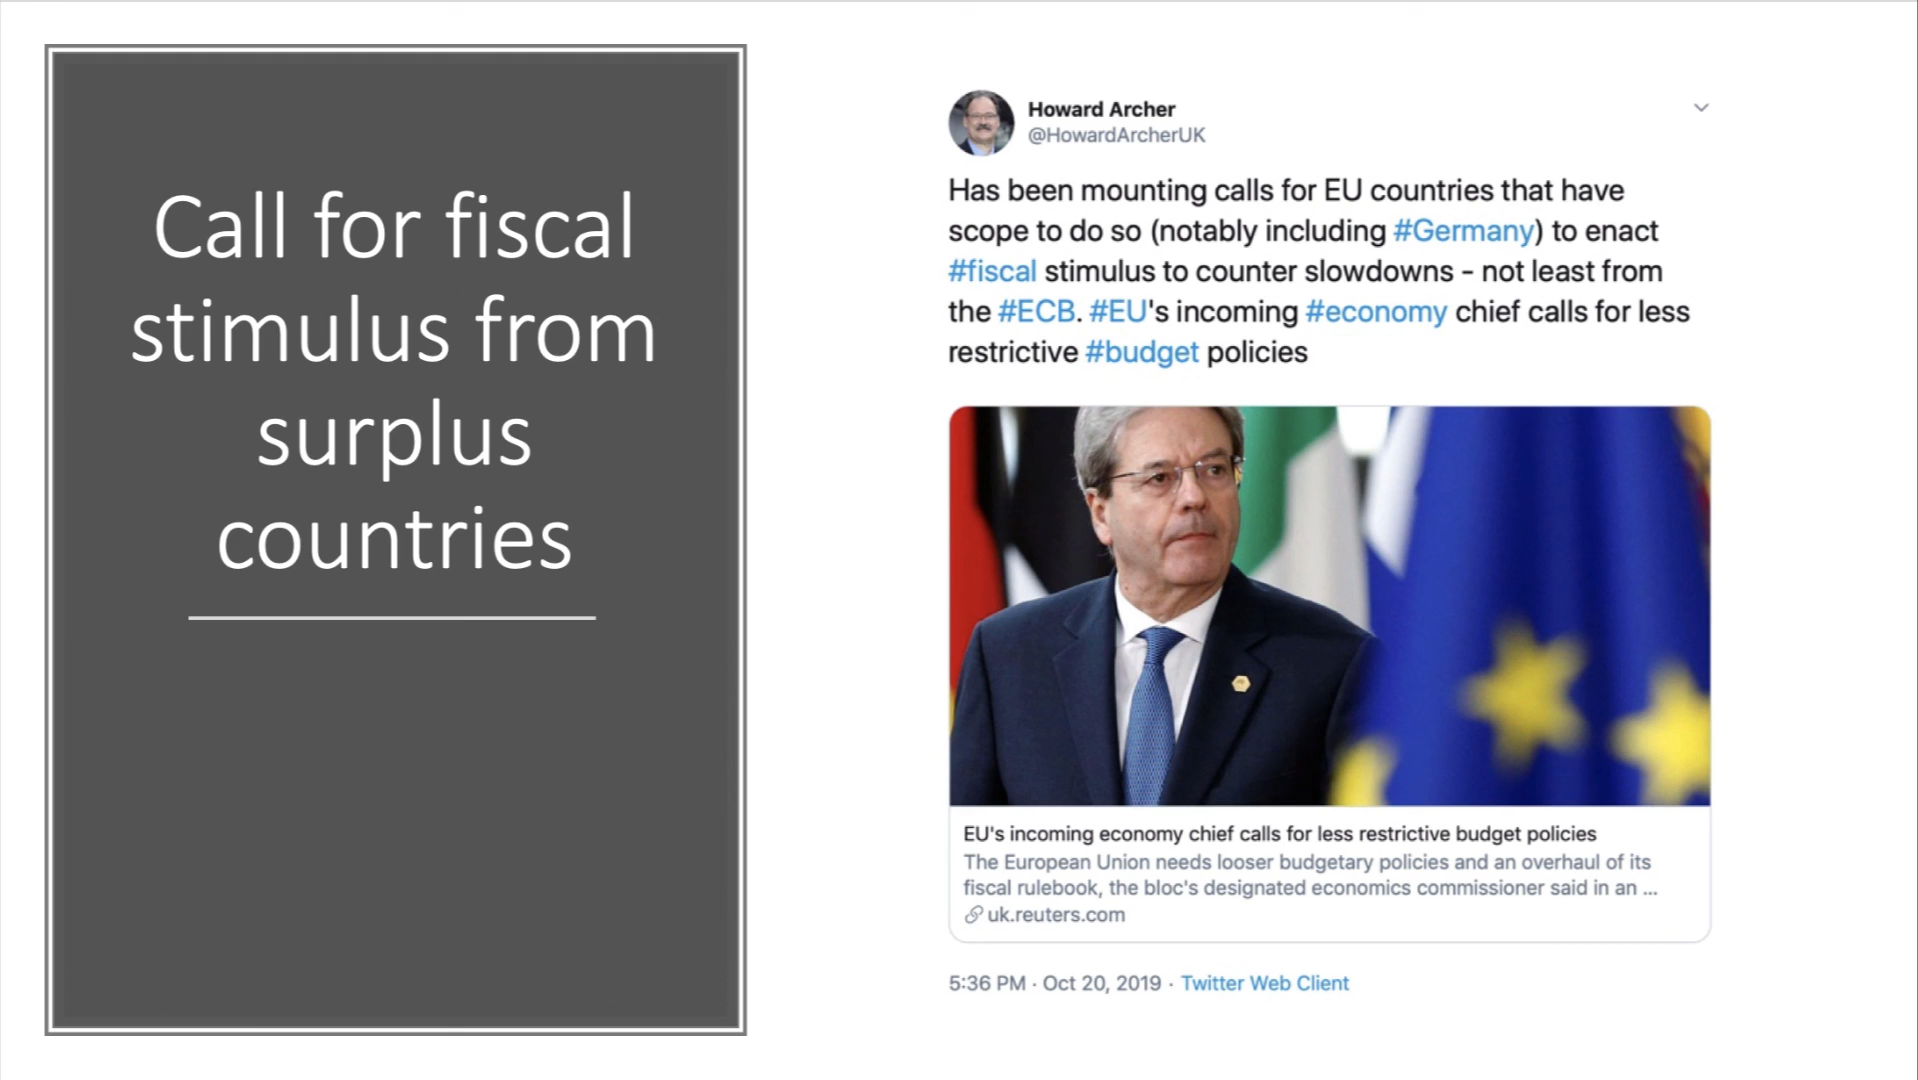 Call for fiscal
stimulus from
surplus
countries
Howard Archer
@HowardArcherUK
Has been mounting calls for EU countries that have
scope to do so (notably including #Germany) to enact
#fiscal stimulus to counter slowdowns - not least from
the #ECB. #EU's incoming #economy chief calls for less
restrictive #budget policies
EU's incoming economy chief calls for less restrictive budget policies
The European Union needs looser budgetary policies and an overhaul of its
fiscal rulebook, the bloc's designated economics commissioner said in an ...
uk.reuters.com
5:36 PM · Oct 20, 2019 · Twitter Web Client